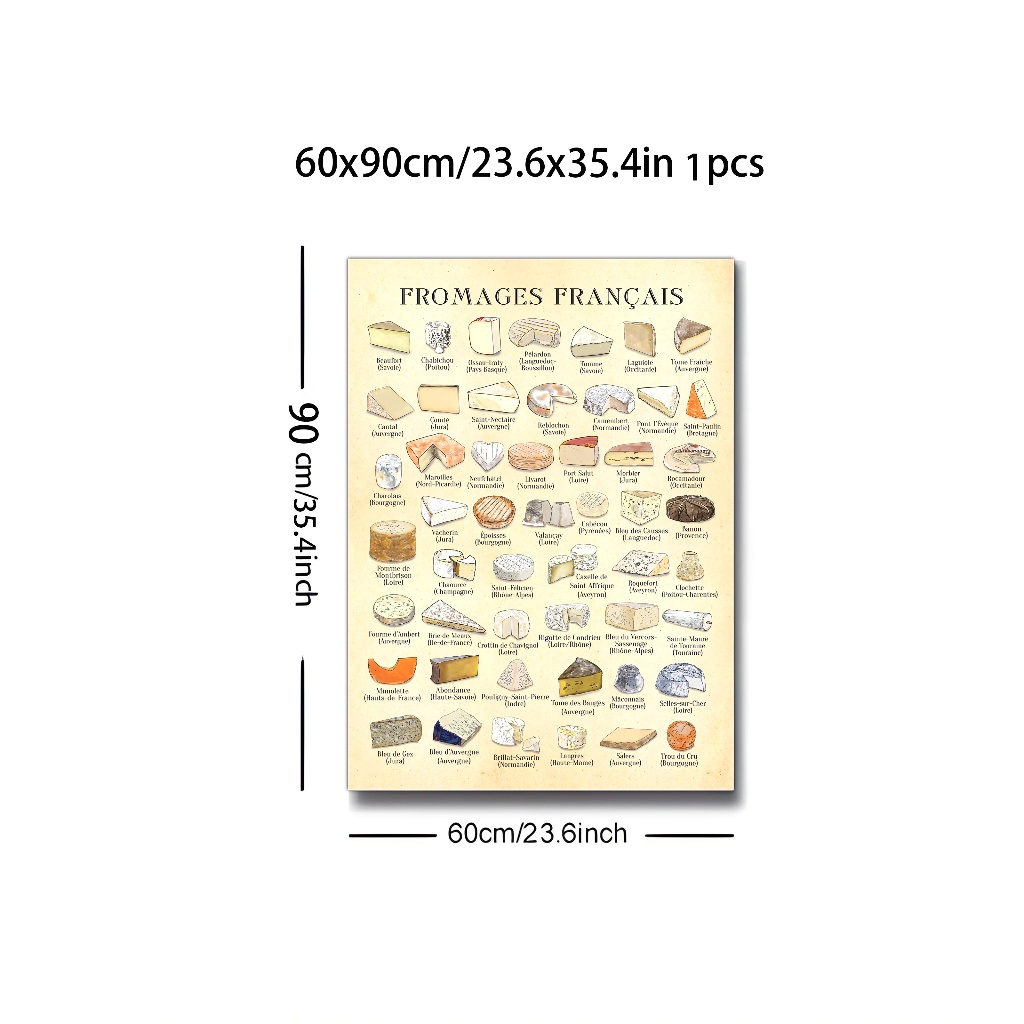 60x90cm/23.6x35.4in 1pcs
90 cm/35.4inch
FROMAGES FRANÇAIS
Beaufort
(Savoie)
Chabichou
(Poitou)
Ossau-Iraty
(Pays Basque)
Pélardon
(Languedoc-
Roussillon)
Tomme
(Savoie)
Laguiole
(Occitanie)
Tome Fraîche
(Auvergne)
Cantal
(Auvergne)
Comté
(Jura)
Saint-Nectaire
(Auvergne)
Reblochon
(Savoie)
Camembert
(Normandie)
Pont l'Évêque
(Normandie)
Saint-Paulin
(Bretagne)
Charolais
(Bourgogne)
Maroilles
(Nord-Picardie)
Neufchâtel
(Normandie)
Livarot
(Normandie)
Port Salut
(Loire)
Morbier
(Jura)
Rocamadour
(Occitanie)
Fourme de
Montbrison
(Loire)
Vacherin
(Jura)
Époisses
(Bourgogne)
Valançay
(Loire)
Cabécou
(Pyrenées)
Bleu des Causses
(Languedoc)
Banon
(Provence)
Chaource
(Champagne)
Saint-Félicien
(Rhône-Alpes)
Caxelle de
Saint Affrique
(Aveyron)
Roquefort
(Aveyron)
Clochette
(Poitou-Charentes)
Fourme d'Ambert
(Auvergne)
Brie de Meaux
(Île-de-France)
Crottin de Chavignol
(Loire)
Rigotte de Condrieu
(Loire/Rhône)
Bleu du Vercors-
Sassenage
(Rhône-Alpes)
Sainte-Maure
de Touraine
(Touraine)
Mimolette
(Hauts-de-France)
Abondance
(Haute-Savoie)
Pouligny-Saint-Pierre
(Indre)
Tome des Bauges
(Auvergne)
Mâconnais
(Bourgogne)
Selles-sur-Cher
(Loire)
Bleu de Gex
(Jura)
Bleu d'Auvergne
(Auvergne)
Brillat-Savarin
(Normandie)
Langres
(Haute-Marne)
Salers
(Auvergne)
Trou du Cru
(Bourgogne)
60cm/23.6inch